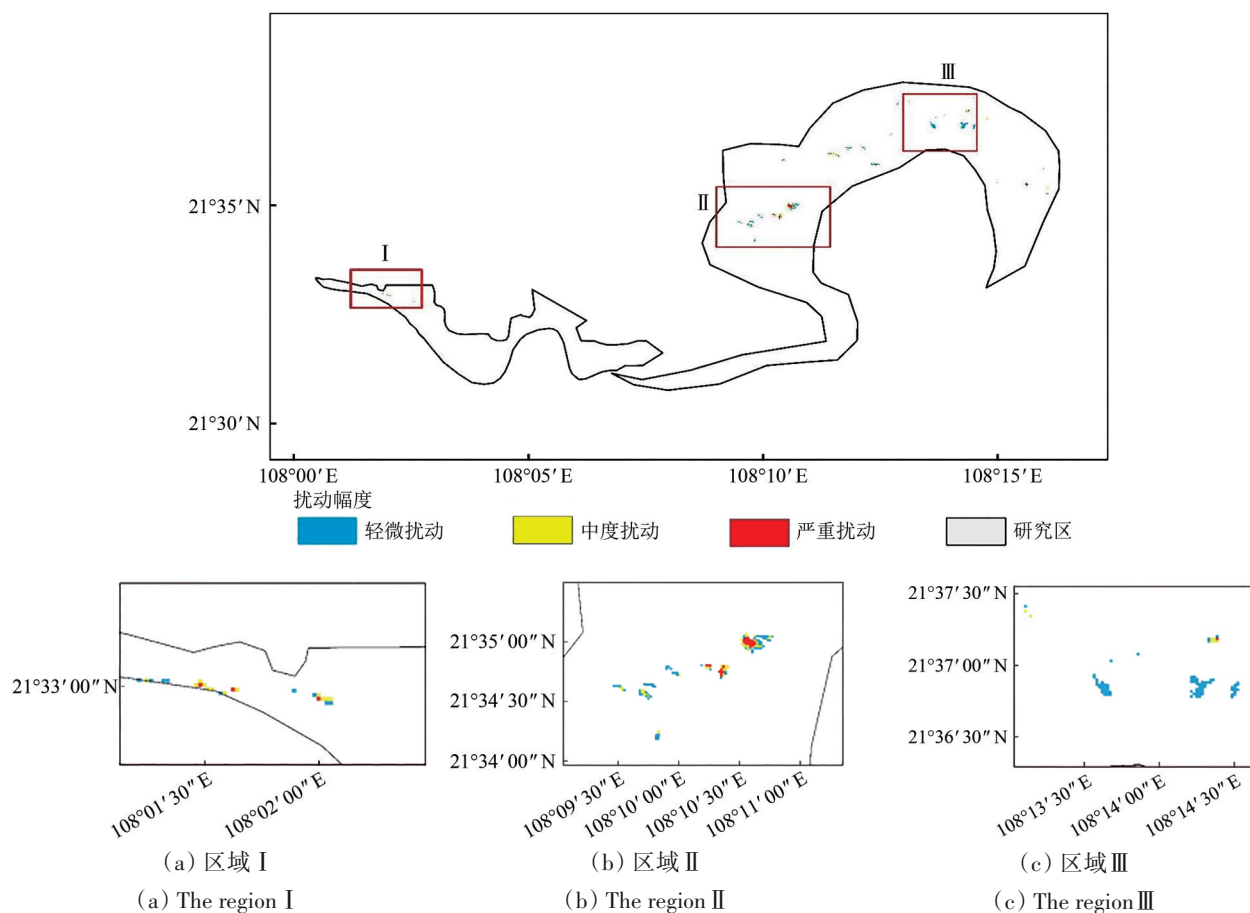 Ⅲ
21°35′N
Ⅱ
Ⅰ
21°30′N
108°00′E 108°05′E 108°10′E 108°15′E
扰动幅度
轻微扰动 中度扰动 严重扰动 研究区
21°33′00″N
108°01′30″E 108°02′00″E
21°35′00″N
21°34′30″N
21°34′00″N
108°09′30″E 108°10′00″E 108°10′30″E 108°11′00″E
21°37′30″N
21°37′00″N
21°36′30″N
108°13′30″E 108°14′00″E 108°14′30″E
(a) 区域Ⅰ (b) 区域Ⅱ (c) 区域Ⅲ
(a) The region Ⅰ (b) The region Ⅱ (c) The region Ⅲ